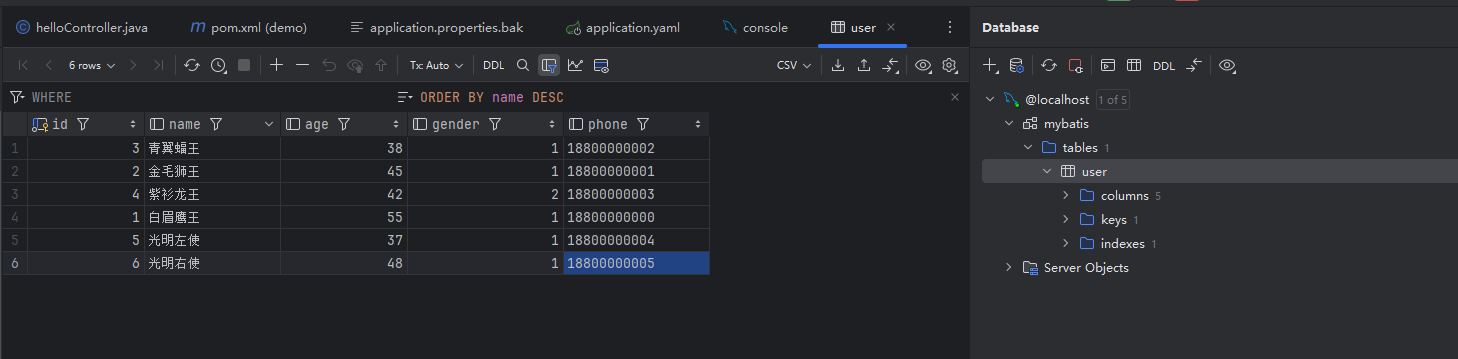 helloController.java pom.xml (demo) application.properties.bak application.yaml console user
Database
6 rows Tx: Auto DDL CSV
DDL
WHERE ORDER BY name DESC
@localhost 1 of 5
mybatis
tables 1
user
columns 5
keys 1
indexes 1
Server Objects
id name age gender phone
1 3 青翼蝠王 38 1 18800000002
2 2 金毛狮王 45 1 18800000001
3 4 紫衫龙王 42 2 18800000003
4 1 白眉鹰王 55 1 18800000000
5 5 光明左使 37 1 18800000004
6 6 光明右使 48 1 18800000005